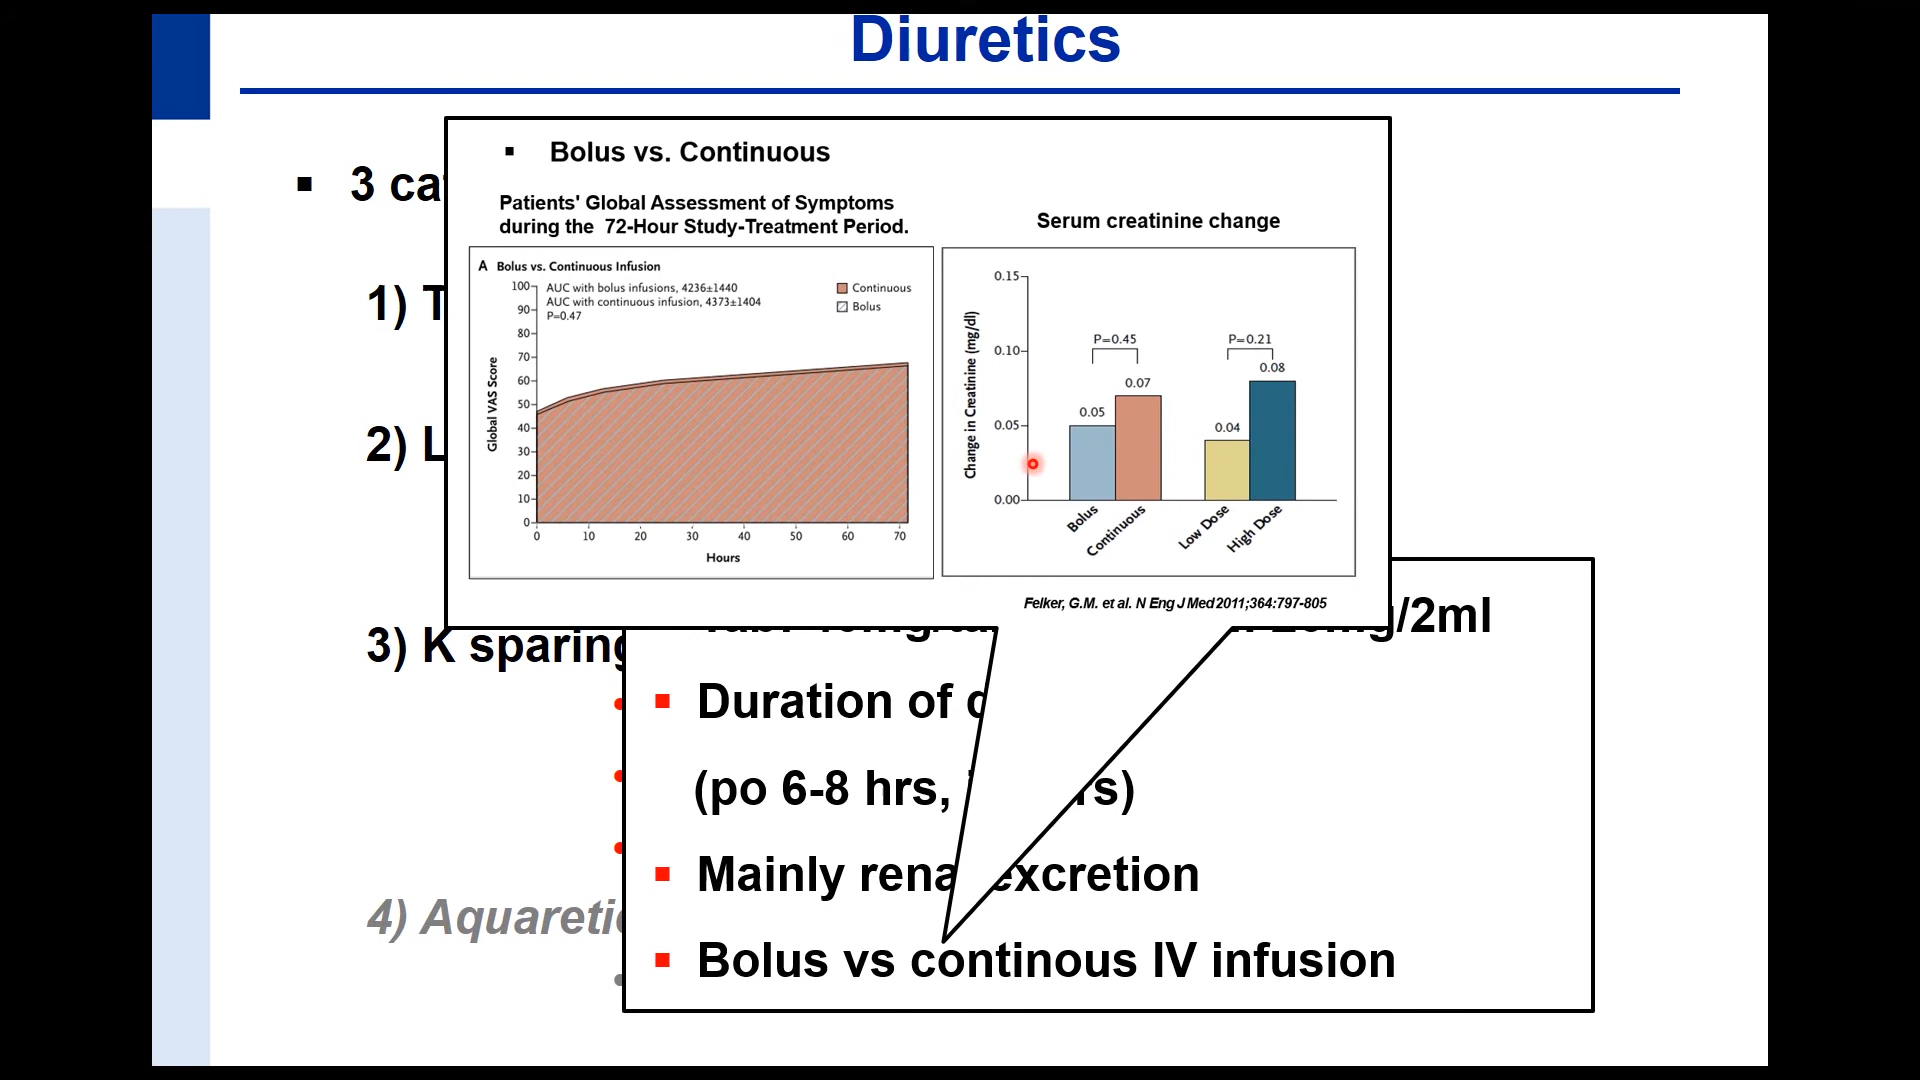 Diuretics
▪ 3 ca
▪ Bolus vs. Continuous
Patients' Global Assessment of Symptoms
during the 72-Hour Study-Treatment Period.
A Bolus vs. Continuous Infusion
AUC with bolus infusions, 4236±1440
AUC with continuous infusion, 4373±1404
P=0.47
Continuous
Bolus
Global VAS Score
100
90
80
70
60
50
40
30
20
10
0
0 10 20 30 40 50 60 70
Hours
Serum creatinine change
Change in Creatinine (mg/dl)
0.15
0.10
0.05
0.00
P=0.45
0.05
0.07
P=0.21
0.04
0.08
Bolus
Continuous
Low Dose
High Dose
Felker, G.M. et al. N Eng J Med 2011;364:797-805
1) T
2) L
3) K sparing
4) Aquaretic
/2ml
▪ Duration of
(po 6-8 hrs,
▪ Mainly renal excretion
▪ Bolus vs continous IV infusion